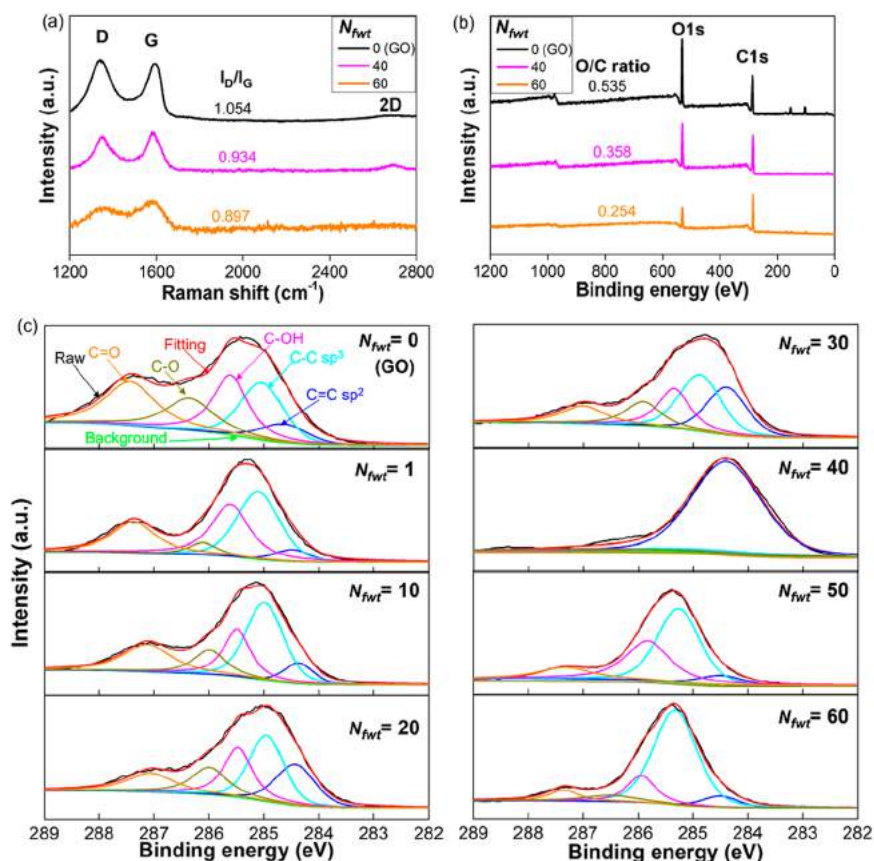 (a)
N_fwt
0 (GO)
40
60
D
G
I_D/I_G
1.054
2D
0.934
0.897
Intensity (a.u.)
1200 1600 2000 2400 2800
Raman shift (cm⁻¹)
(b)
N_fwt
0 (GO)
40
60
O1s
C1s
O/C ratio
0.535
0.358
0.254
Intensity (a.u.)
1200 1000 800 600 400 200 0
Binding energy (eV)
(c)
Raw
C=O
C-O
Fitting
C-OH
C-C sp³
C=C sp²
Background
N_fwt= 0
(GO)
N_fwt= 1
N_fwt= 10
N_fwt= 20
Intensity (a.u.)
289 288 287 286 285 284 283 282
Binding energy (eV)
N_fwt= 30
N_fwt= 40
N_fwt= 50
N_fwt= 60
289 288 287 286 285 284 283 282
Binding energy (eV)